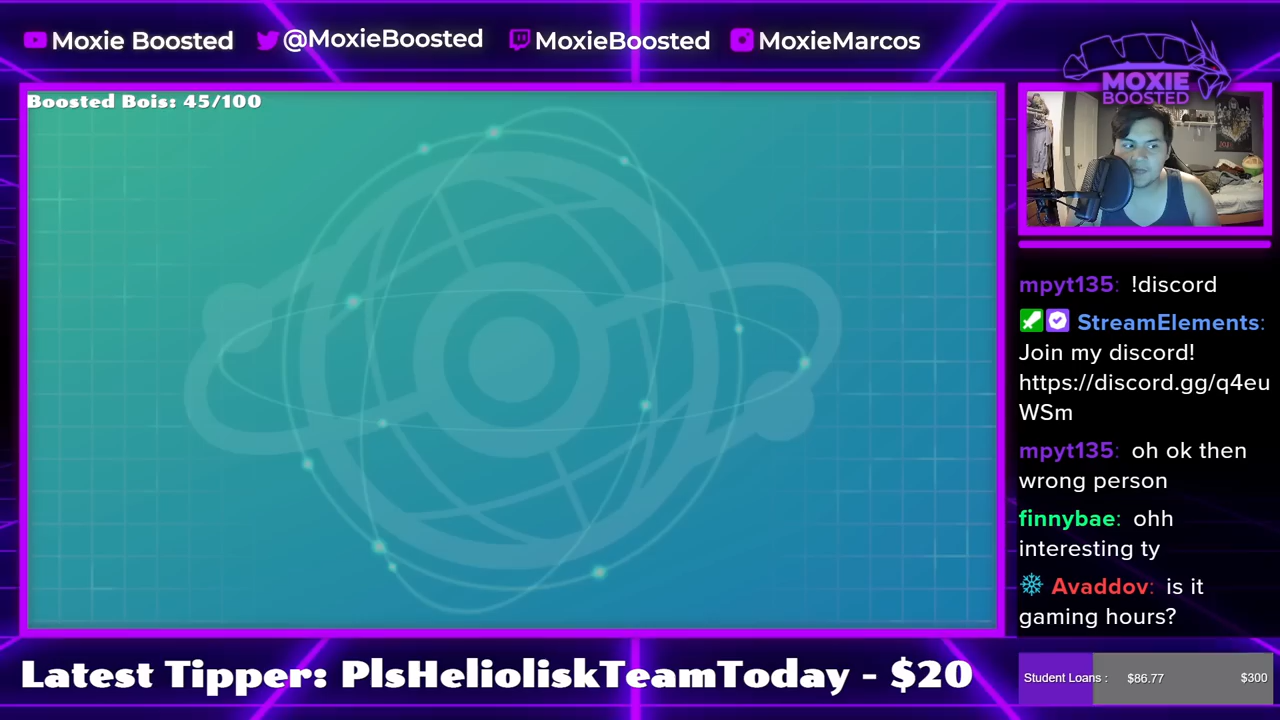 Moxie Boosted @MoxieBoosted MoxieBoosted MoxieMarcos
MOXIE
BOOSTED
Boosted Bois: 45/100
mpyt135: !discord
StreamElements:
Join my discord!
https://discord.gg/q4eu
WSm
mpyt135: oh ok then
wrong person
finnybae: ohh
interesting ty
Avaddov: is it
gaming hours?
Latest Tipper: PlsHelioliskTeamToday - $20
Student Loans : $86.77 $300